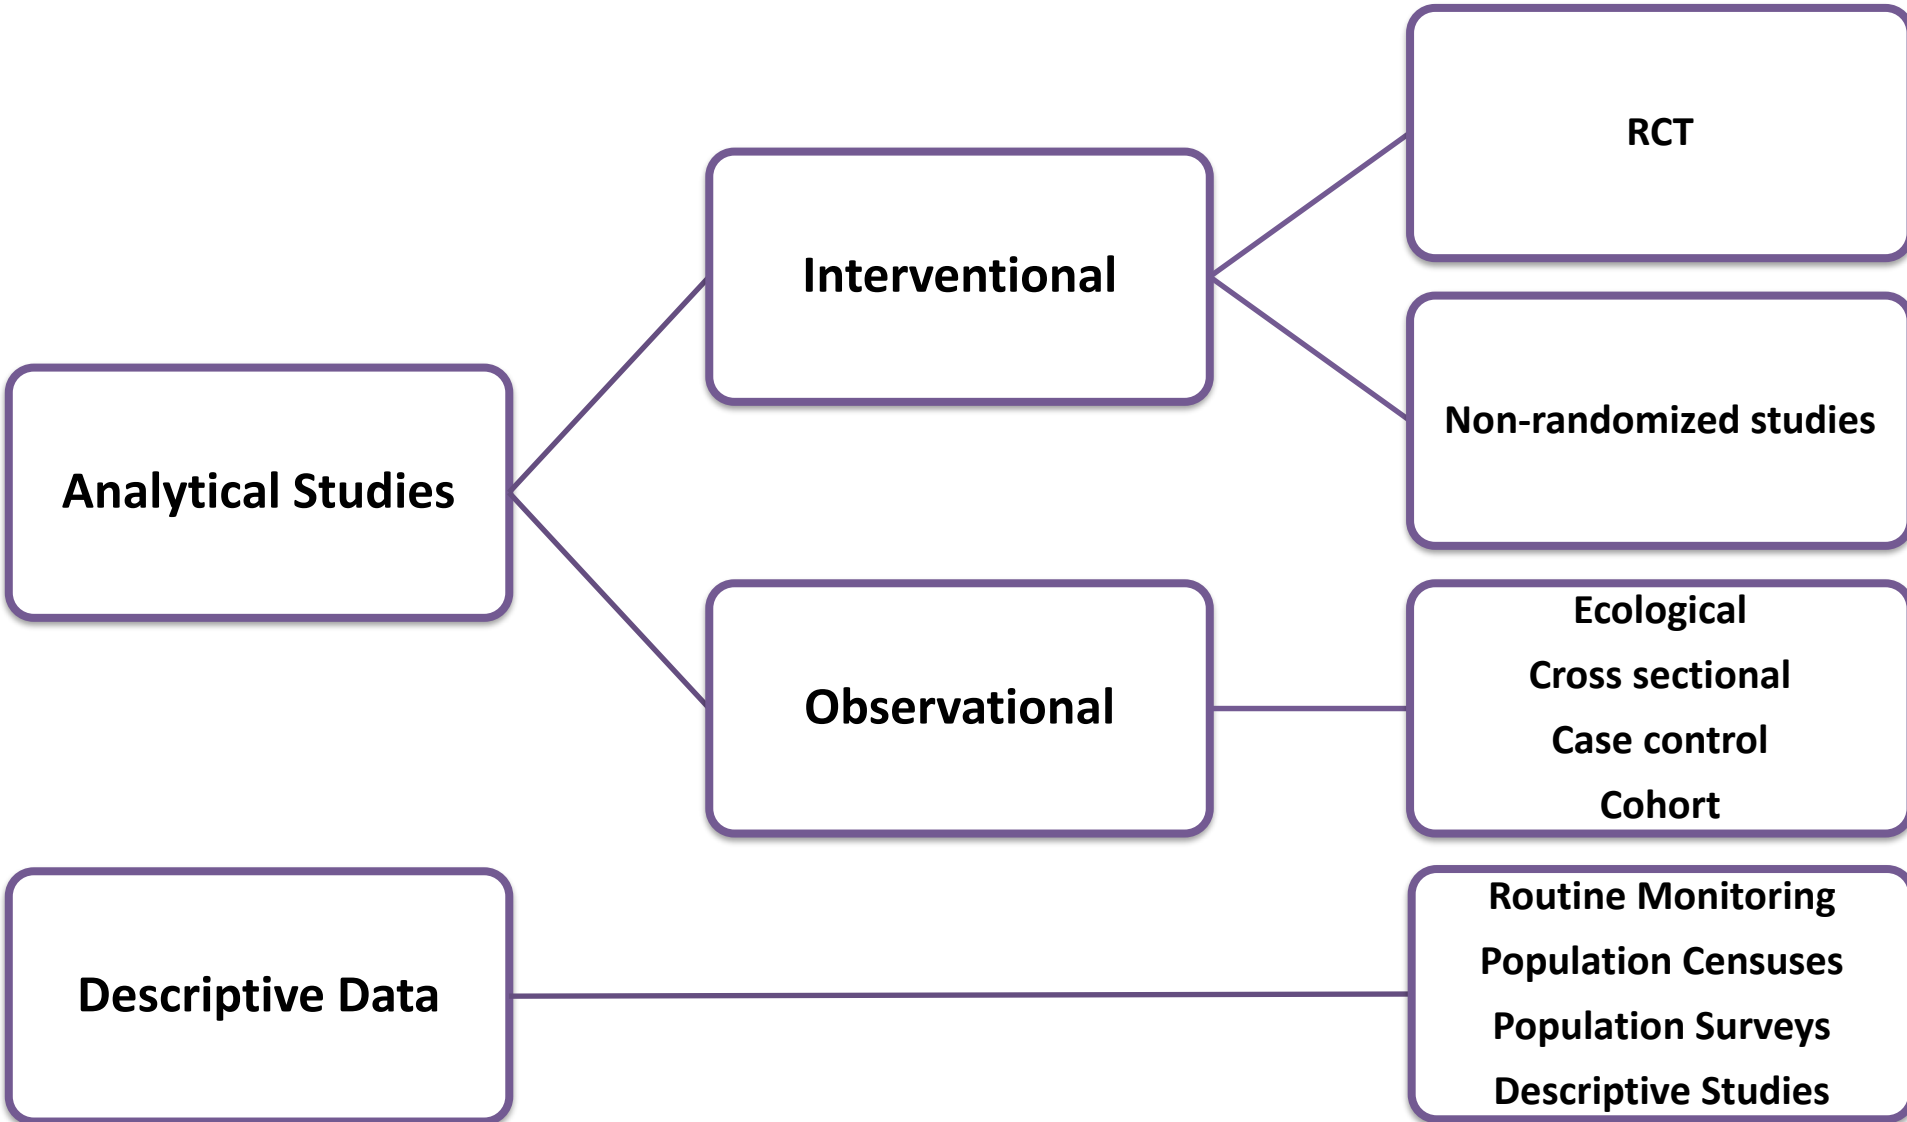 RCT
Interventional
Non-randomized studies
Analytical Studies
Observational
Ecological
Cross sectional
Case control
Cohort
Descriptive Data
Routine Monitoring
Population Censuses
Population Surveys
Descriptive Studies